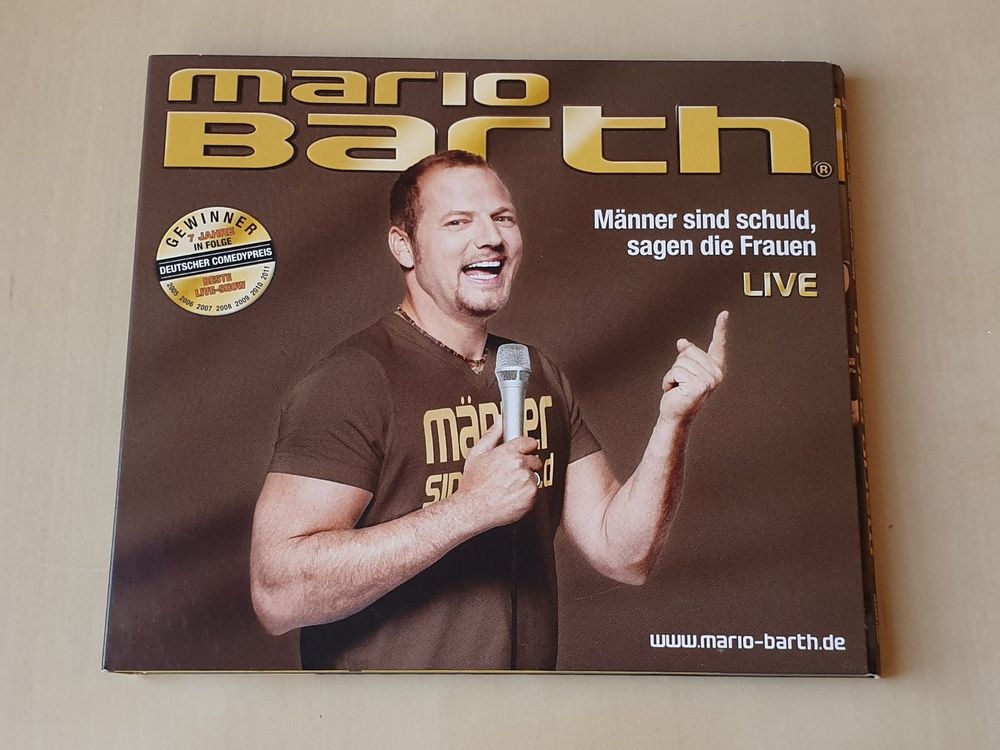 mario
Barth®
Männer sind schuld,
sagen die Frauen
LIVE
GEWINNER
7 JAHRE
IN FOLGE
DEUTSCHER COMEDYPREIS
BESTE
LIVE-SHOW
2005 2006 2007 2008 2009 2010 2011
männer
www.mario-barth.de